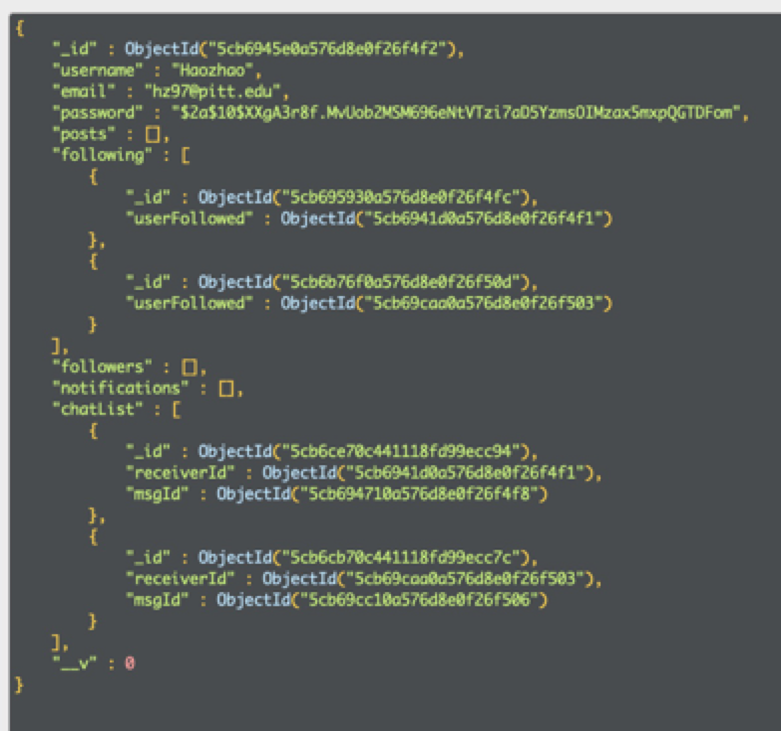 {
"_id" : ObjectId("5cb6945e0a576d8e0f26f4f2"),
"username" : "Haozhao",
"email" : "hz97@pitt.edu",
"password" : "$2a$10$XXgA3r8f.MvUob2MSM696eNtVTzi7aD5YzmsOIMzax5mxpQGTDFom",
"posts" : [],
"following" : [
{
"_id" : ObjectId("5cb695930a576d8e0f26f4fc"),
"userFollowed" : ObjectId("5cb6941d0a576d8e0f26f4f1")
},
{
"_id" : ObjectId("5cb6b76f0a576d8e0f26f50d"),
"userFollowed" : ObjectId("5cb69caa0a576d8e0f26f503")
}
],
"followers" : [],
"notifications" : [],
"chatList" : [
{
"_id" : ObjectId("5cb6ce70c441118fd99ecc94"),
"receiverId" : ObjectId("5cb6941d0a576d8e0f26f4f1"),
"msgId" : ObjectId("5cb694710a576d8e0f26f4f8")
},
{
"_id" : ObjectId("5cb6cb70c441118fd99ecc7c"),
"receiverId" : ObjectId("5cb69caa0a576d8e0f26f503"),
"msgId" : ObjectId("5cb69cc10a576d8e0f26f506")
}
],
"__v" : 0
}